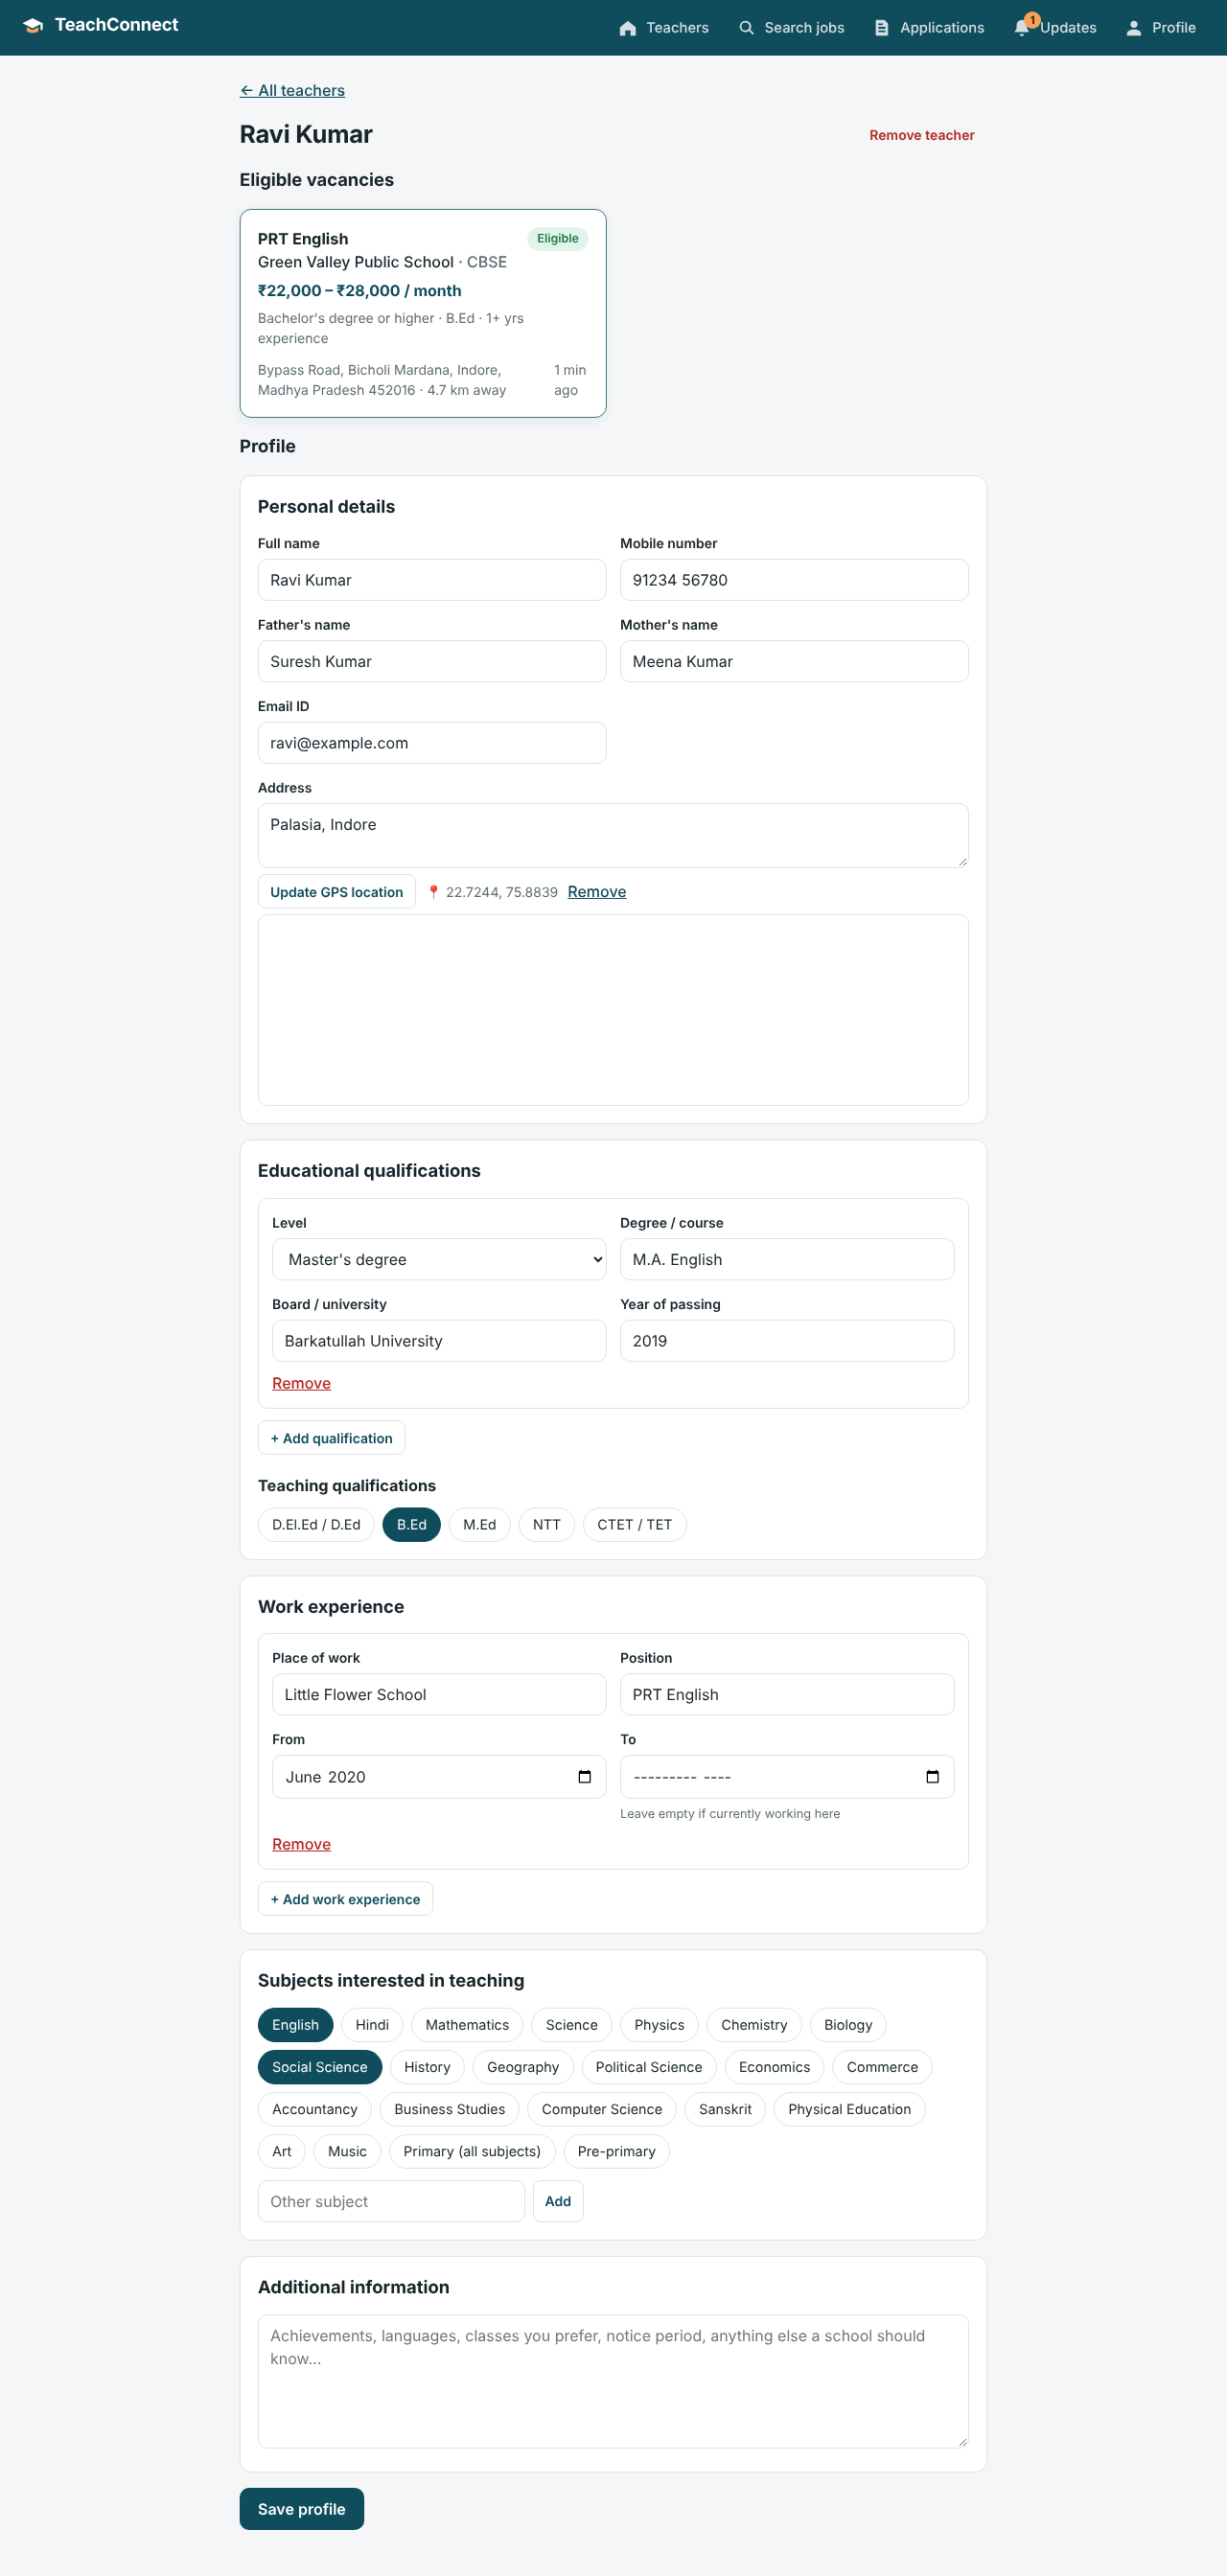 TeachConnect
Teachers
Search jobs
Applications
1
Updates
Profile
← All teachers
Ravi Kumar
Remove teacher
Eligible vacancies
PRT English
Eligible
Green Valley Public School · CBSE
₹22,000 – ₹28,000 / month
Bachelor's degree or higher · B.Ed · 1+ yrs
experience
Bypass Road, Bicholi Mardana, Indore,
Madhya Pradesh 452016 · 4.7 km away
1 min
ago
Profile
Personal details
Full name
Mobile number
Ravi Kumar
91234 56780
Father's name
Mother's name
Suresh Kumar
Meena Kumar
Email ID
ravi@example.com
Address
Palasia, Indore
Update GPS location
📍 22.7244, 75.8839
Remove
Educational qualifications
Level
Degree / course
Master's degree
M.A. English
Board / university
Year of passing
Barkatullah University
2019
Remove
+ Add qualification
Teaching qualifications
D.El.Ed / D.Ed
B.Ed
M.Ed
NTT
CTET / TET
Work experience
Place of work
Position
Little Flower School
PRT English
From
To
June 2020
--------- ----
Leave empty if currently working here
Remove
+ Add work experience
Subjects interested in teaching
English
Hindi
Mathematics
Science
Physics
Chemistry
Biology
Social Science
History
Geography
Political Science
Economics
Commerce
Accountancy
Business Studies
Computer Science
Sanskrit
Physical Education
Art
Music
Primary (all subjects)
Pre-primary
Other subject
Add
Additional information
Achievements, languages, classes you prefer, notice period, anything else a school should
know…
Save profile